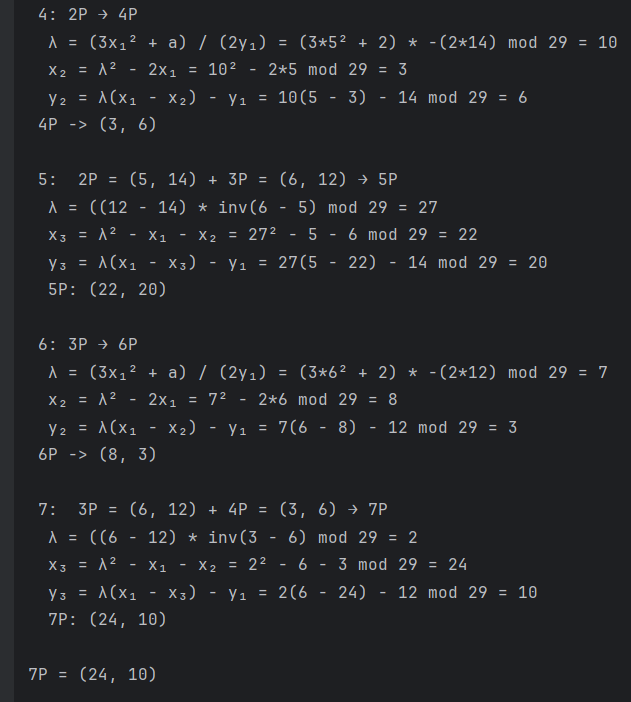 4: 2P → 4P
λ = (3x₁² + a) / (2y₁) = (3*5² + 2) * -(2*14) mod 29 = 10
x₂ = λ² - 2x₁ = 10² - 2*5 mod 29 = 3
y₂ = λ(x₁ - x₂) - y₁ = 10(5 - 3) - 14 mod 29 = 6
4P -> (3, 6)
5:  2P = (5, 14) + 3P = (6, 12) → 5P
λ = ((12 - 14) * inv(6 - 5) mod 29 = 27
x₃ = λ² - x₁ - x₂ = 27² - 5 - 6 mod 29 = 22
y₃ = λ(x₁ - x₃) - y₁ = 27(5 - 22) - 14 mod 29 = 20
5P: (22, 20)
6: 3P → 6P
λ = (3x₁² + a) / (2y₁) = (3*6² + 2) * -(2*12) mod 29 = 7
x₂ = λ² - 2x₁ = 7² - 2*6 mod 29 = 8
y₂ = λ(x₁ - x₂) - y₁ = 7(6 - 8) - 12 mod 29 = 3
6P -> (8, 3)
7:  3P = (6, 12) + 4P = (3, 6) → 7P
λ = ((6 - 12) * inv(3 - 6) mod 29 = 2
x₃ = λ² - x₁ - x₂ = 2² - 6 - 3 mod 29 = 24
y₃ = λ(x₁ - x₃) - y₁ = 2(6 - 24) - 12 mod 29 = 10
7P: (24, 10)
7P = (24, 10)